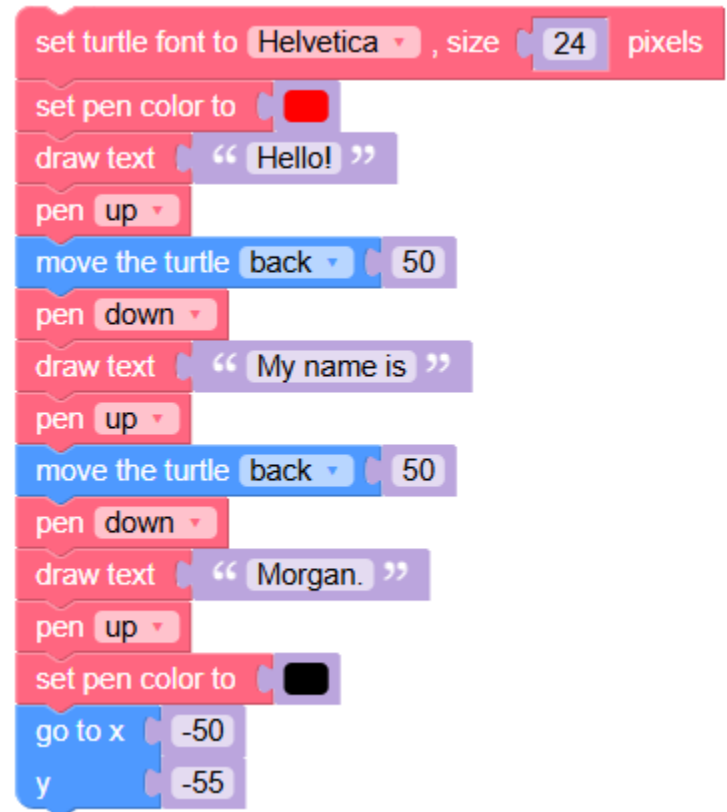 set turtle font to Helvetica , size 24 pixels
set pen color to
draw text “ Hello! ”
pen up
move the turtle back 50
pen down
draw text “ My name is ”
pen up
move the turtle back 50
pen down
draw text “ Morgan. ”
pen up
set pen color to
go to x -50
y -55